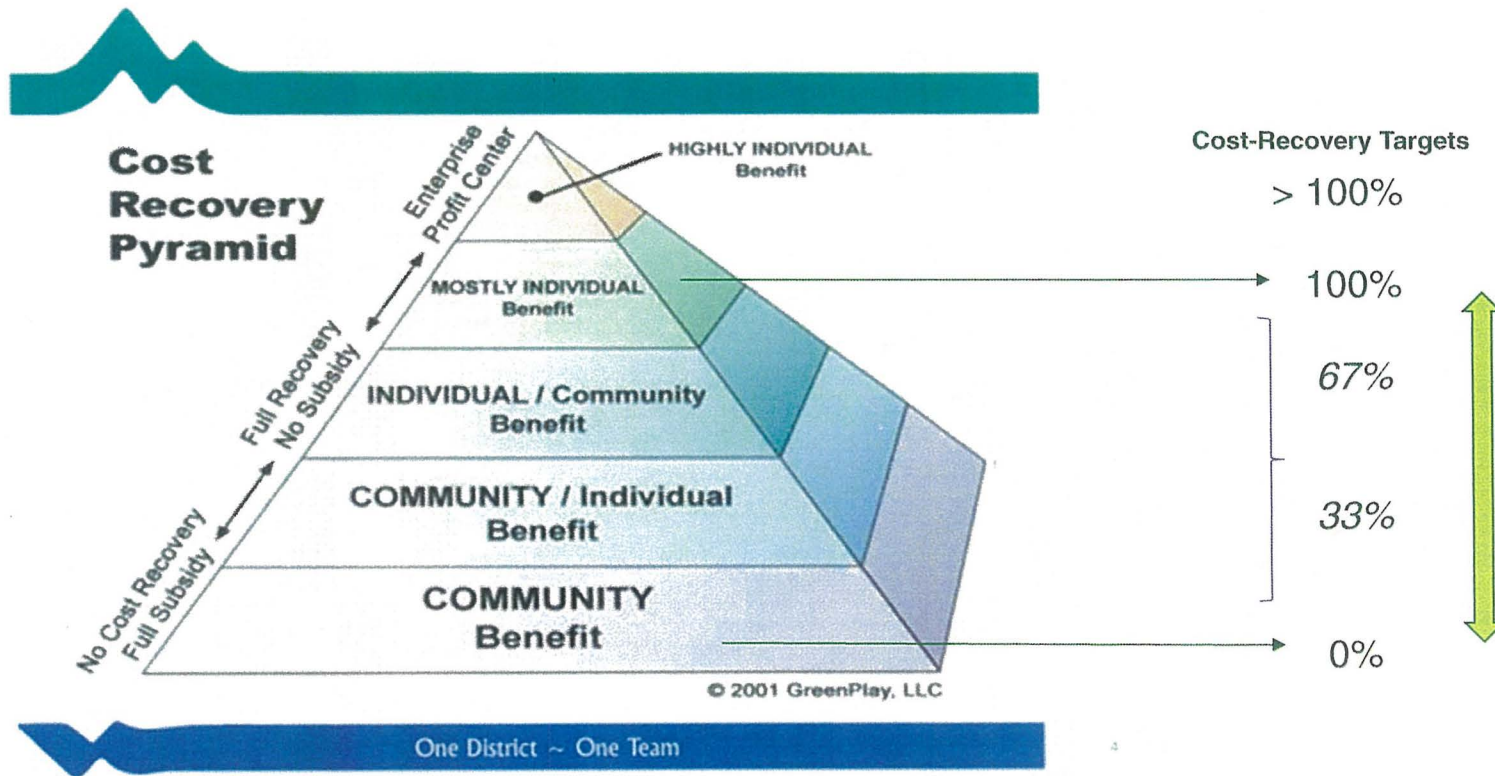 Cost
Recovery
Pyramid
Enterprise
Profit Center
HIGHLY INDIVIDUAL
Benefit
Full Recovery
No Subsidy
MOSTLY INDIVIDUAL
Benefit
INDIVIDUAL / Community
Benefit
No Cost Recovery
Full Subsidy
COMMUNITY / Individual
Benefit
COMMUNITY
Benefit
© 2001 GreenPlay, LLC
Cost-Recovery Targets
> 100%
100%
67%
33%
0%
One District ~ One Team
4